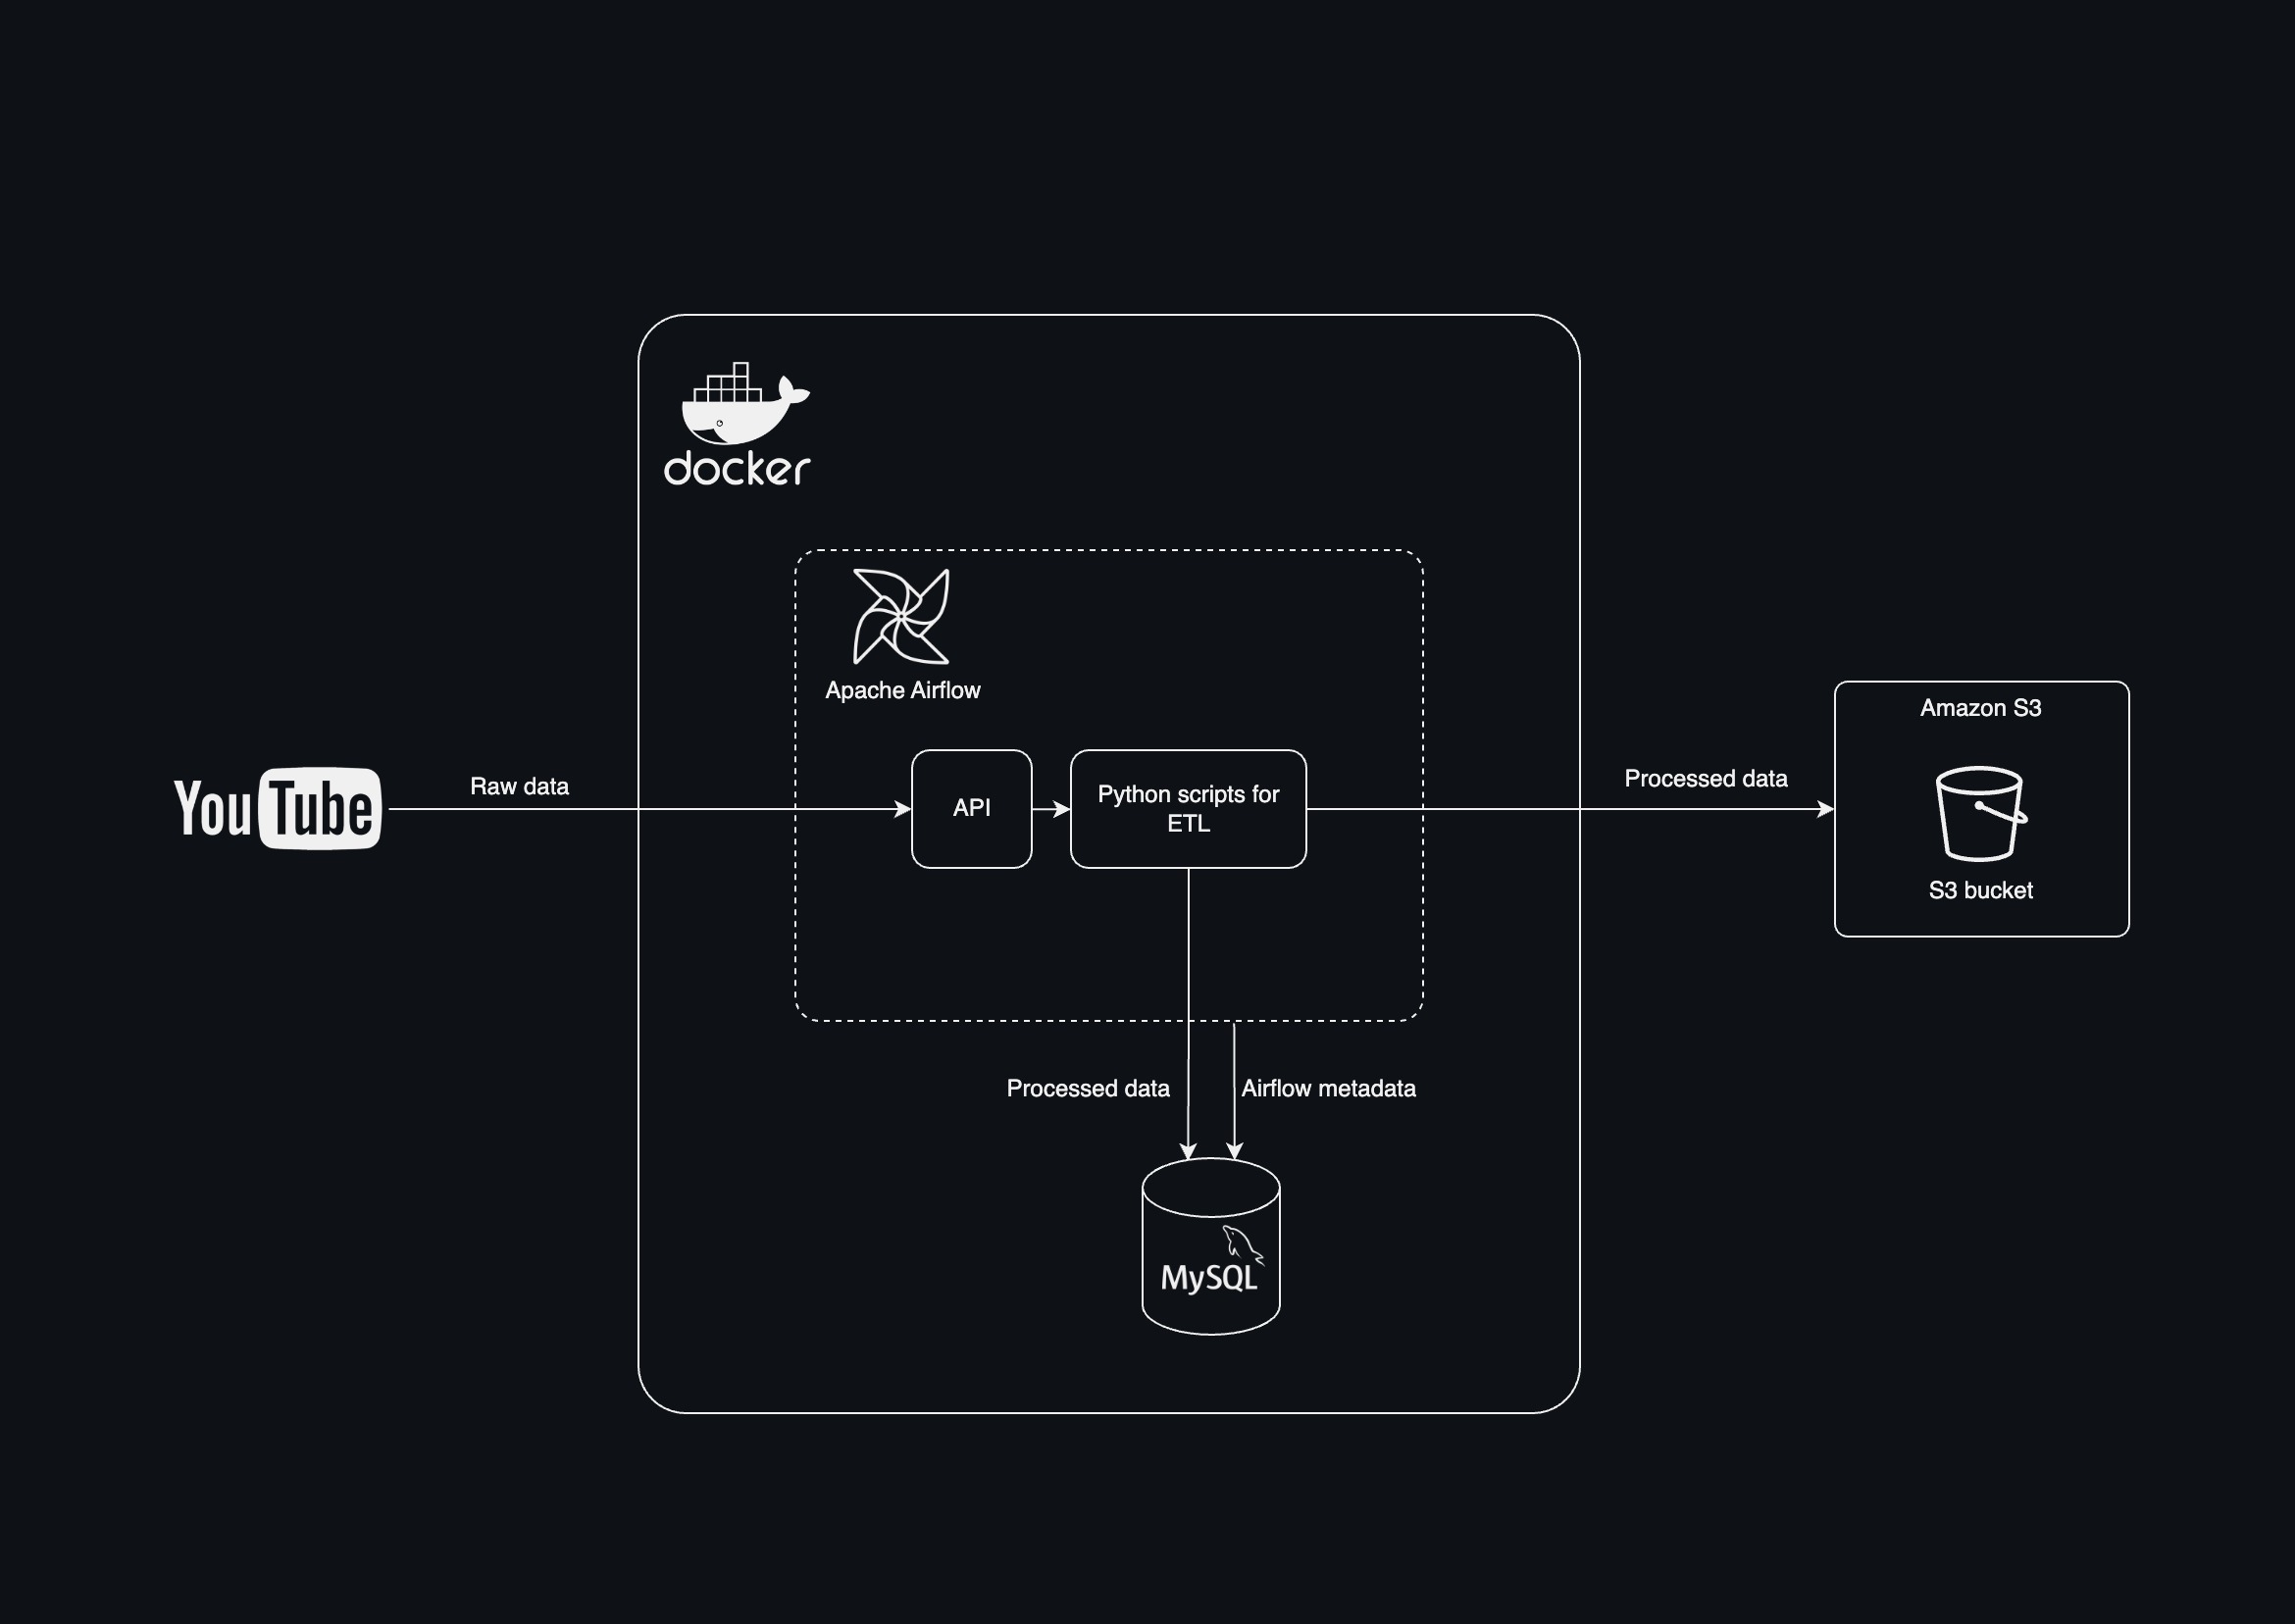 docker
Apache Airflow
Amazon S3
YouTube
Raw data
API
Python scripts for
ETL
Processed data
S3 bucket
Processed data
Airflow metadata
MySQL